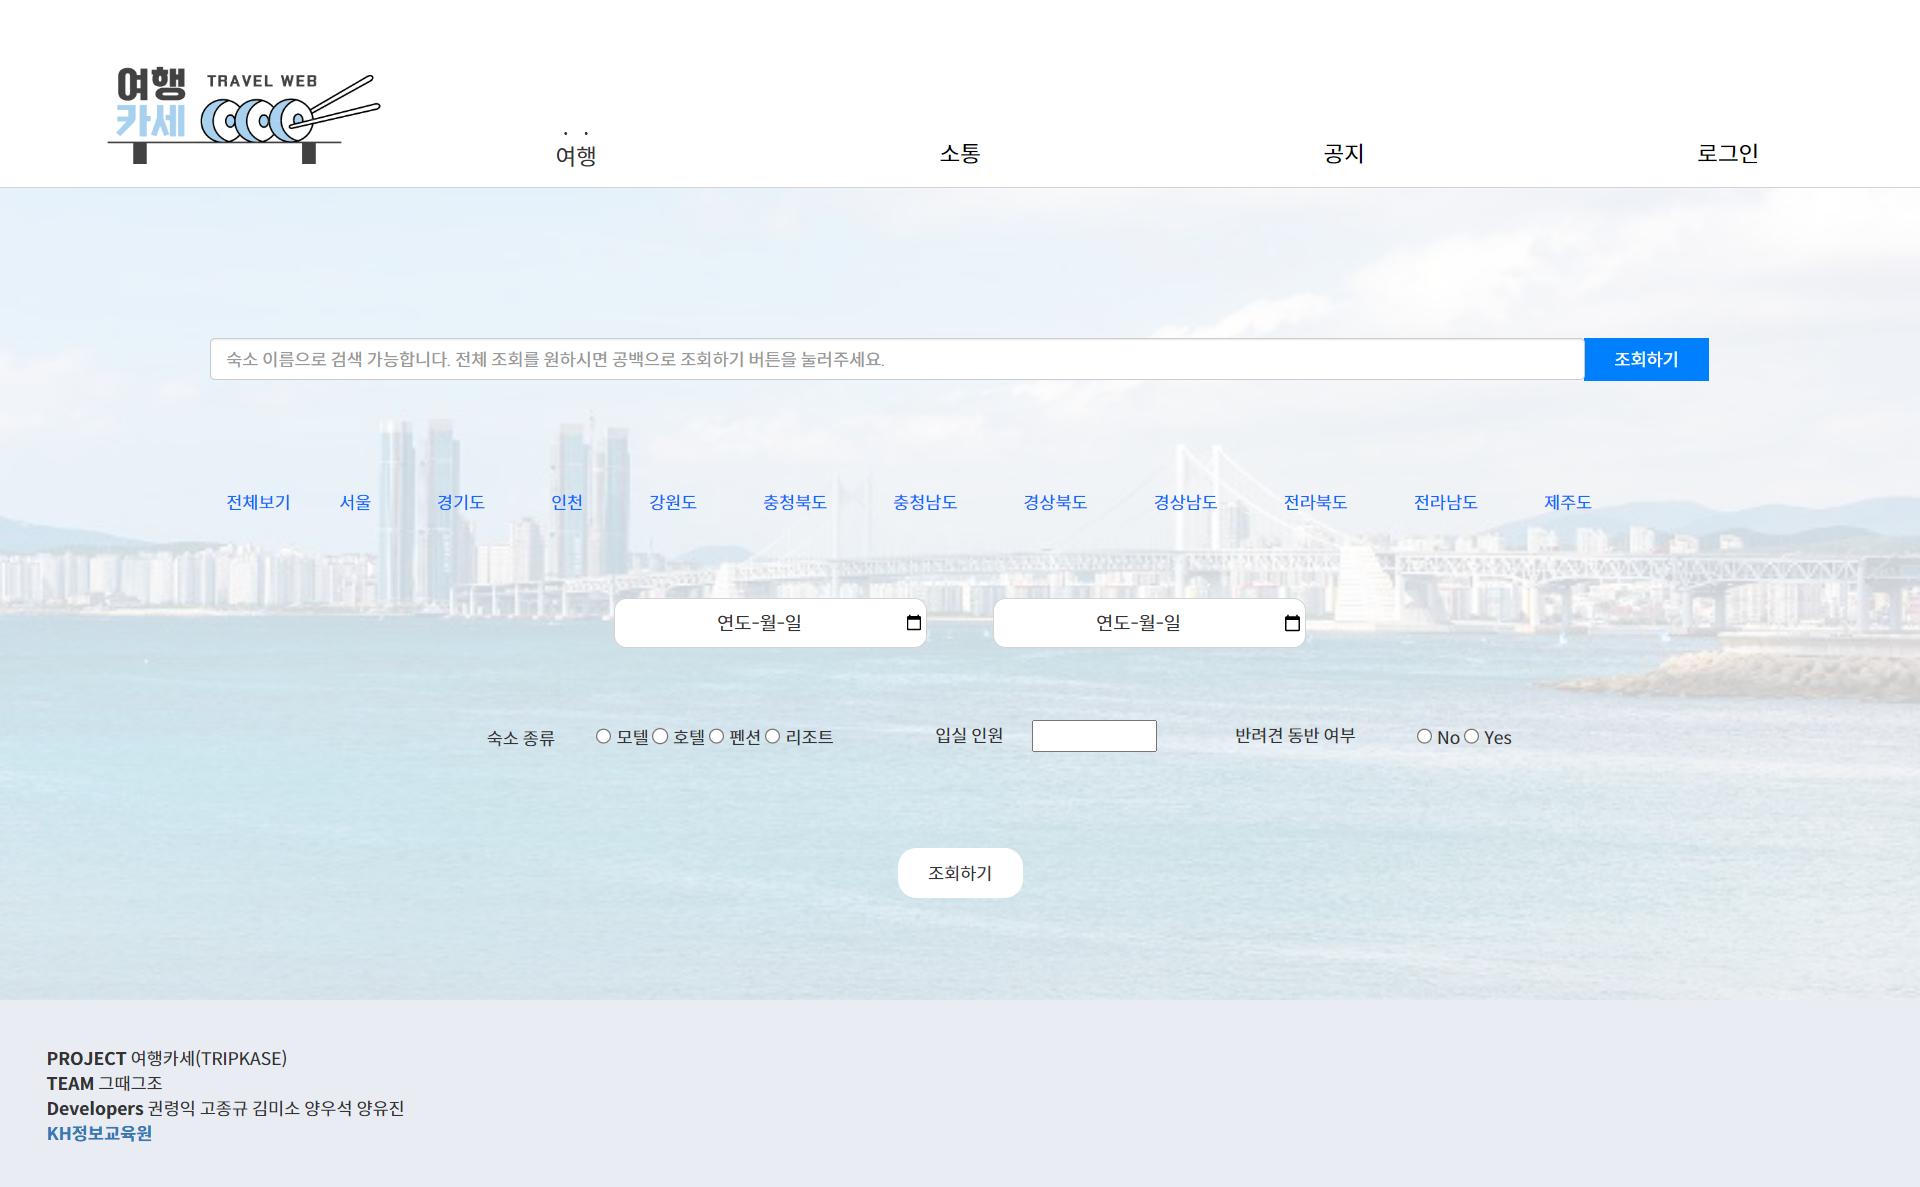 여행 TRAVEL WEB
카세
여행 소통 공지 로그인
숙소 이름으로 검색 가능합니다. 전체 조회를 원하시면 공백으로 조회하기 버튼을 눌러주세요. 조회하기
전체보기 서울 경기도 인천 강원도 충청북도 충청남도 경상북도 경상남도 전라북도 전라남도 제주도
연도-월-일 연도-월-일
숙소 종류 모텔 호텔 펜션 리조트 입실 인원 반려견 동반 여부 No Yes
조회하기
PROJECT 여행카세(TRIPKASE)
TEAM 그때그조
Developers 권령익 고종규 김미소 양우석 양유진
KH정보교육원